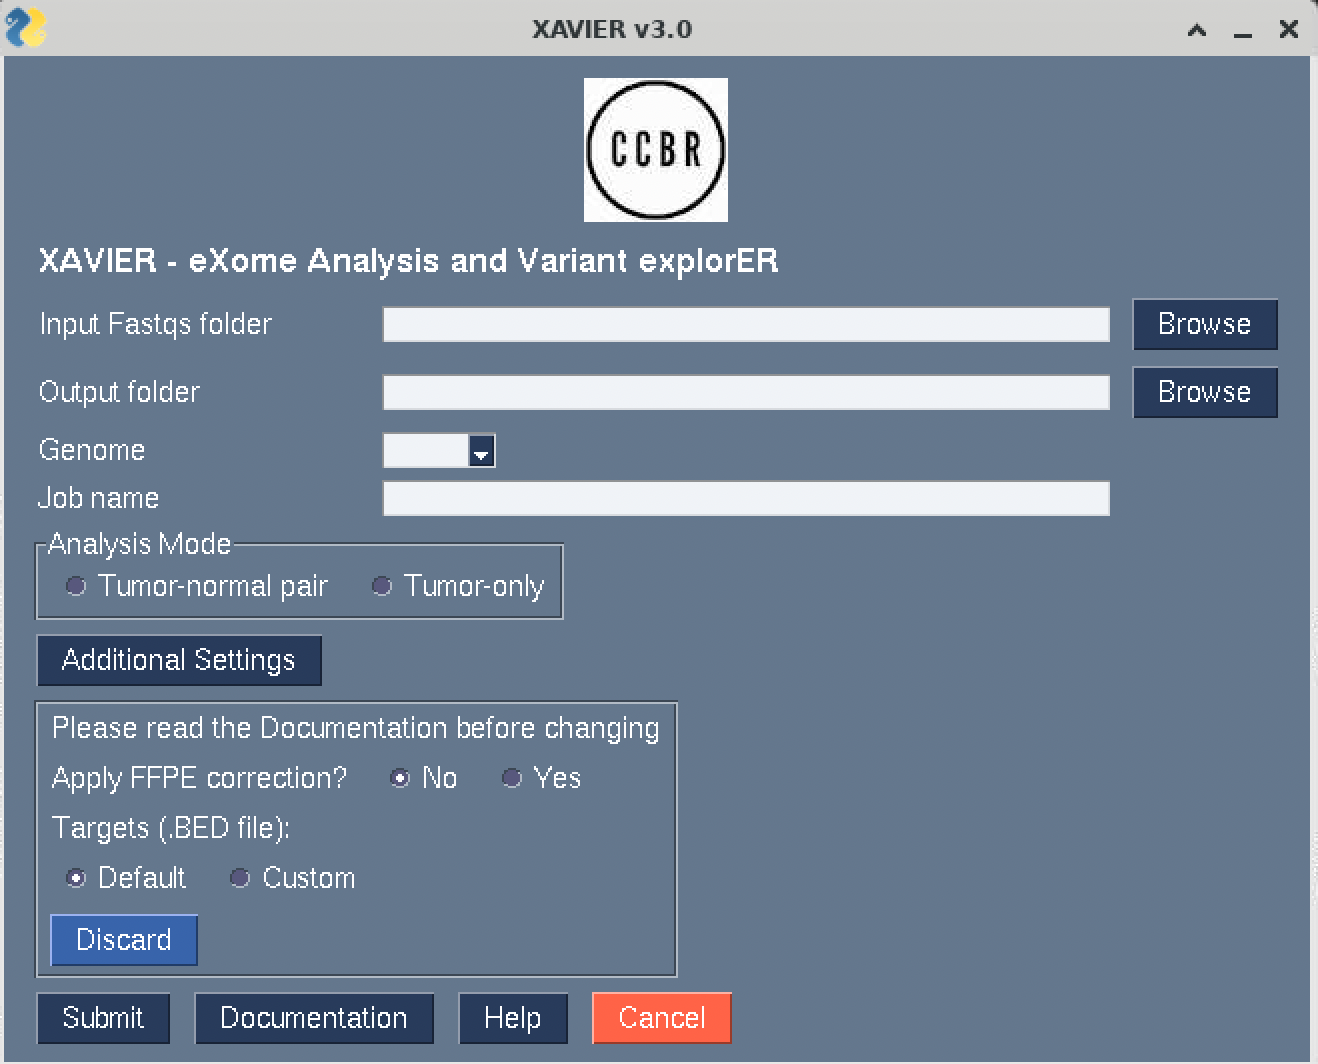 XAVIER v3.0
CCBR
XAVIER - eXome Analysis and Variant explorER
Input Fastqs folder Browse
Output folder Browse
Genome
Job name
Analysis Mode
Tumor-normal pair Tumor-only
Additional Settings
Please read the Documentation before changing
Apply FFPE correction? No Yes
Targets (.BED file):
Default Custom
Discard
Submit Documentation Help Cancel